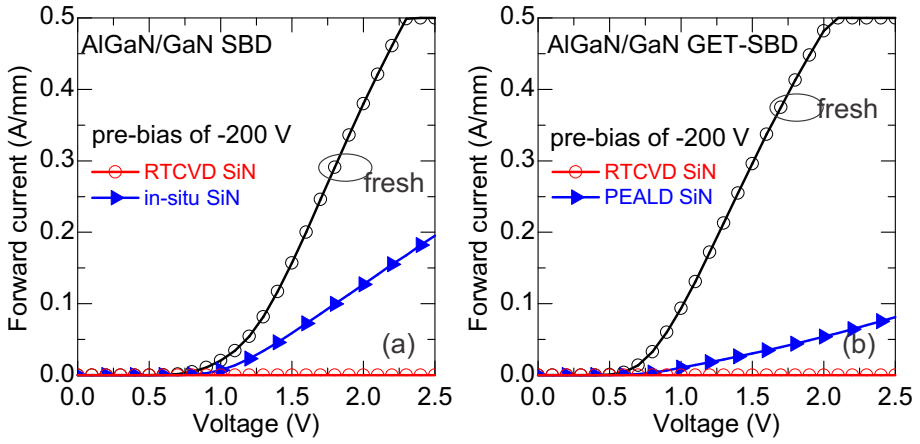 AlGaN/GaN SBD
pre-bias of -200 V
RTCVD SiN
in-situ SiN
fresh
(a)
Forward current (A/mm)
0.5
0.4
0.3
0.2
0.1
0.0
0.0 0.5 1.0 1.5 2.0 2.5
Voltage (V)
AlGaN/GaN GET-SBD
pre-bias of -200 V
RTCVD SiN
PEALD SiN
fresh
(b)
Forward current (A/mm)
0.5
0.4
0.3
0.2
0.1
0.0
0.0 0.5 1.0 1.5 2.0 2.5
Voltage (V)